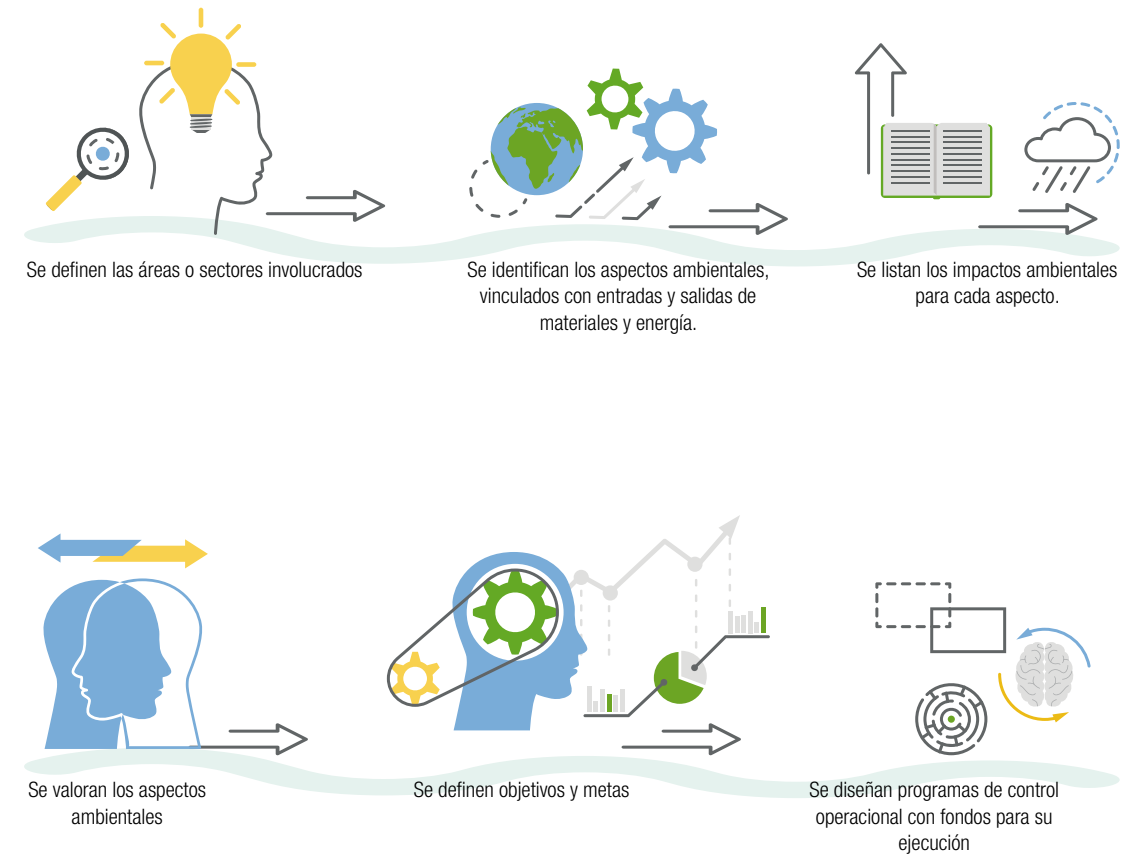 Se definen las áreas o sectores involucrados
Se identifican los aspectos ambientales,
vinculados con entradas y salidas de
materiales y energía.
Se listan los impactos ambientales
para cada aspecto.
Se valoran los aspectos
ambientales
Se definen objetivos y metas
Se diseñan programas de control
operacional con fondos para su
ejecución